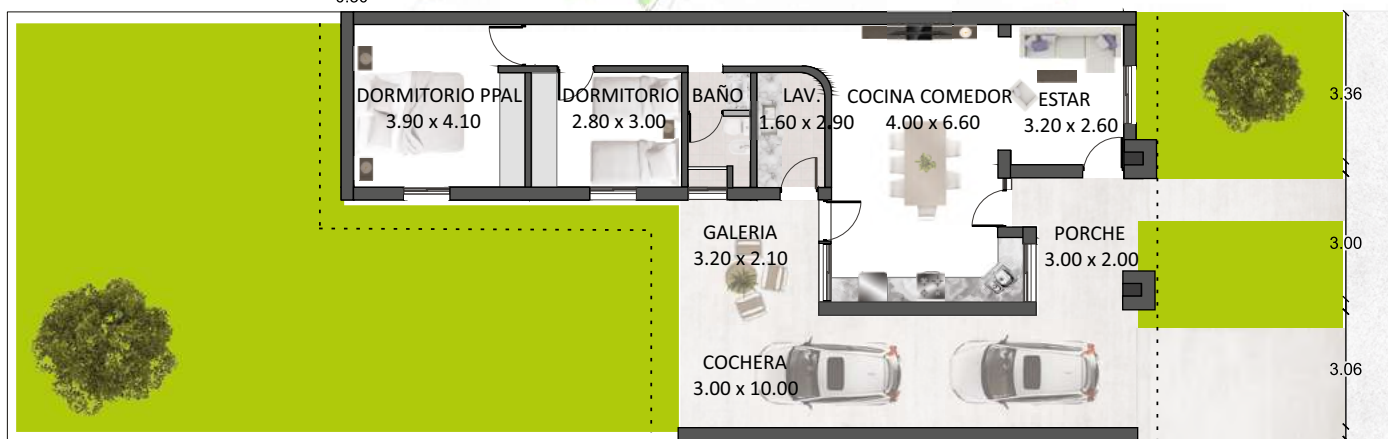 DORMITORIO PPAL
3.90 x 4.10
DORMITORIO
2.80 x 3.00
BAÑO
LAV.
1.60 x 2.90
COCINA COMEDOR
4.00 x 6.60
ESTAR
3.20 x 2.60
3.36
GALERIA
3.20 x 2.10
PORCHE
3.00 x 2.00
3.00
COCHERA
3.00 x 10.00
3.06